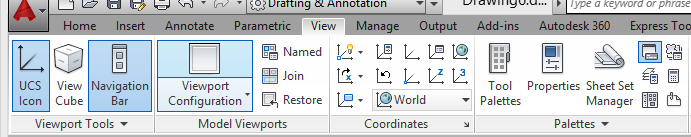 Drafting & Annotation
Type a keyword or phrase
Home Insert Annotate Parametric View Manage Output Add-ins Autodesk 360 Express Too
UCS Icon
View Cube
Navigation Bar
Viewport Configuration
Named
Join
Restore
World
Tool Palettes
Properties
Sheet Set Manager
Viewport Tools
Model Viewports
Coordinates
Palettes